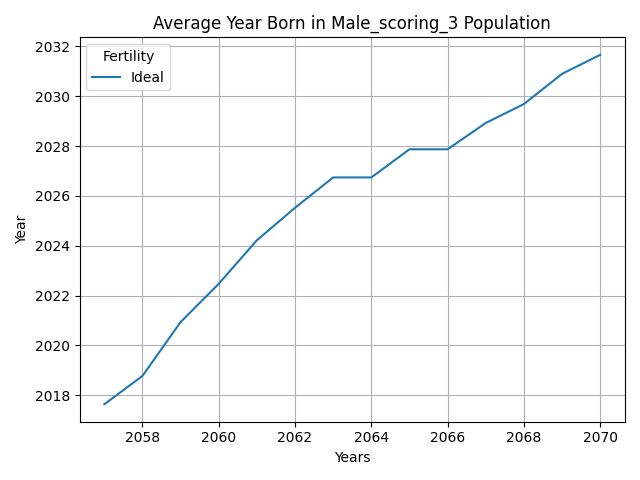 Average Year Born in Male_scoring_3 Population
Fertility
Ideal
Year
2032
2030
2028
2026
2024
2022
2020
2018
2058 2060 2062 2064 2066 2068 2070
Years